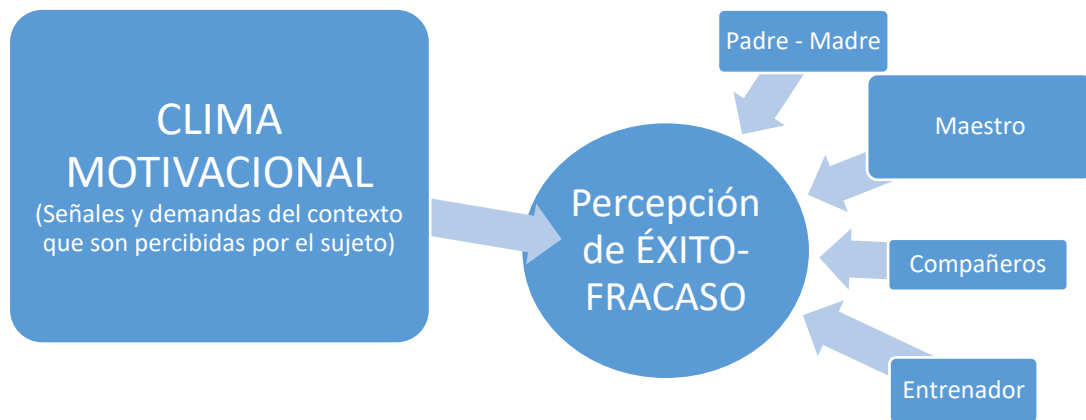 CLIMA
MOTIVACIONAL
(Señales y demandas del contexto
que son percibidas por el sujeto)
Percepción
de ÉXITO-
FRACASO
Padre - Madre
Maestro
Compañeros
Entrenador